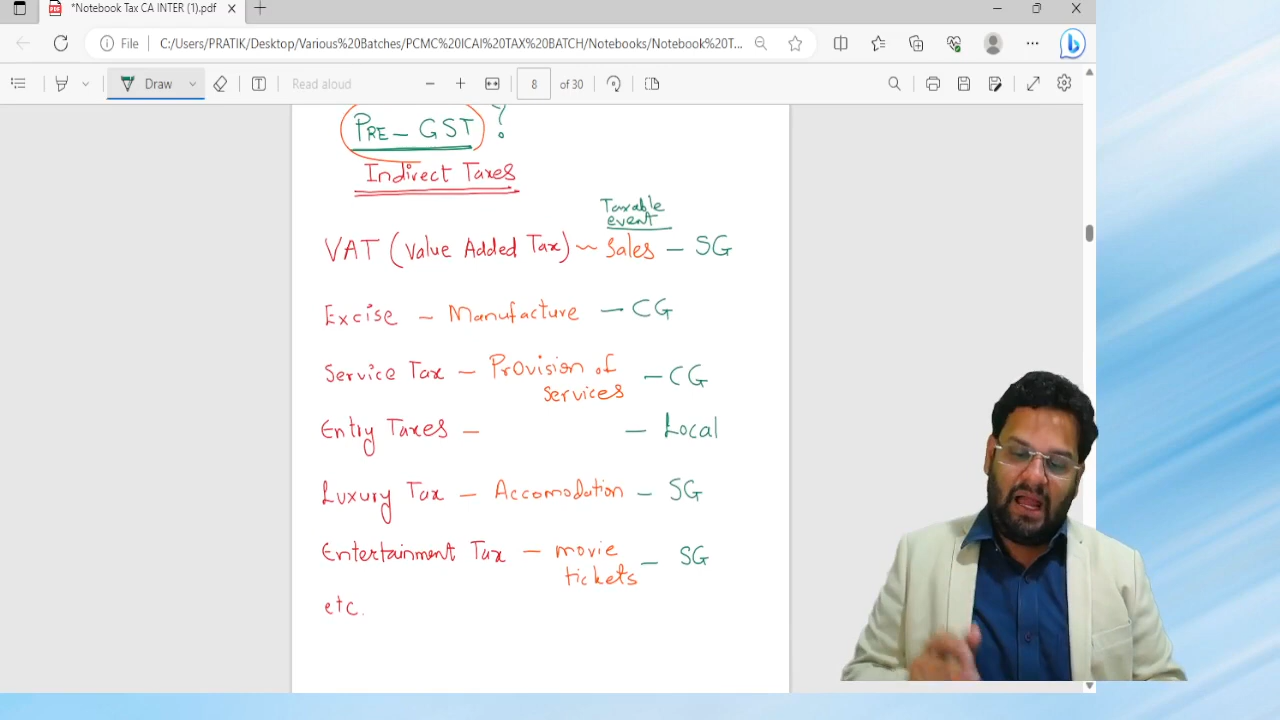 *Notebook Tax CA INTER (1).pdf
File C:/Users/PRATIK/Desktop/Various%20Batches/PCMC%20ICAI%20TAX%20BATCH/Notebooks/Notebook%20T...
Draw Read aloud 8 of 30
PRE - GST ?
Indirect Taxes
Taxable
event
VAT (Value Added Tax) ~ Sales - SG
Excise - Manufacture - CG
Service Tax - Provision of
services - CG
Entry Taxes - - Local
Luxury Tax - Accomodation - SG
Entertainment Tax - movie
tickets - SG
etc.